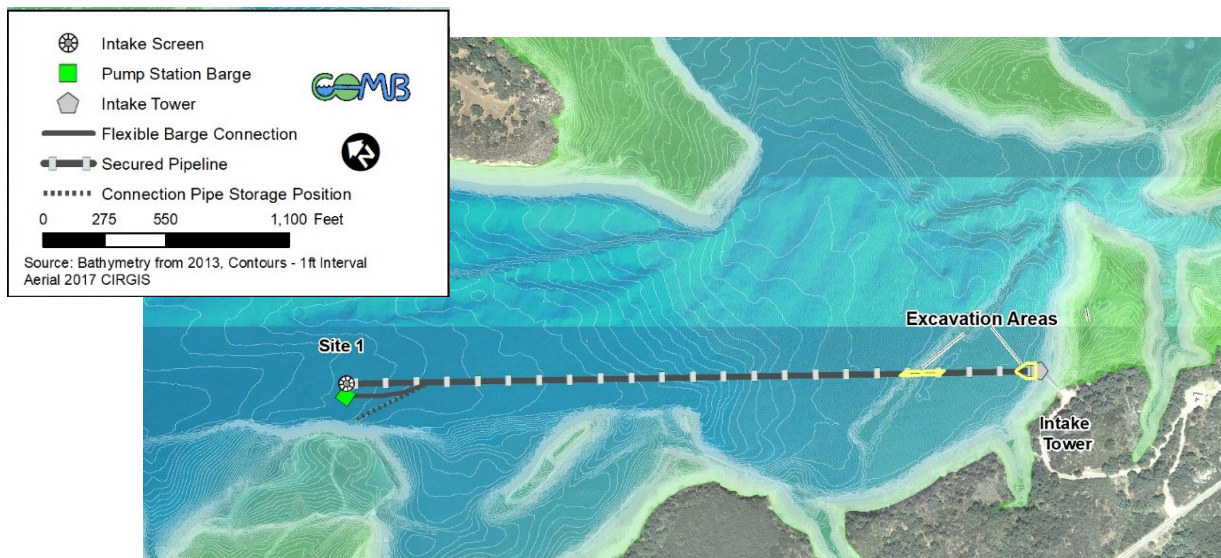 Intake Screen
Pump Station Barge
COMB
Intake Tower
Flexible Barge Connection
Secured Pipeline
N
Connection Pipe Storage Position
0 275 550 1,100 Feet
Source: Bathymetry from 2013, Contours - 1ft Interval
Aerial 2017 CIRGIS
Excavation Areas
Site 1
Intake
Tower